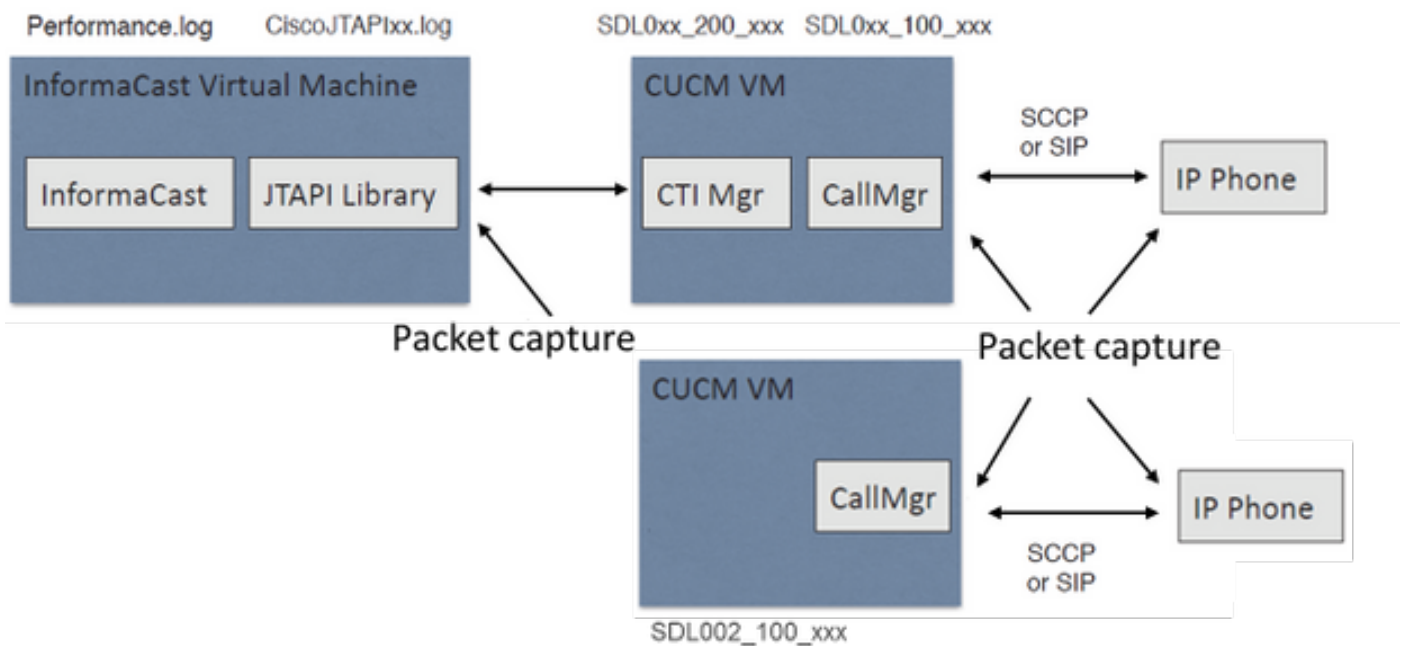 Performance.log
CiscoJTAPIxx.log
SDL0xx_200_xxx
SDL0xx_100_xxx
InformaCast Virtual Machine
CUCM VM
SCCP
or SIP
InformaCast
JTAPI Library
CTI Mgr
CallMgr
IP Phone
Packet capture
Packet capture
CUCM VM
CallMgr
IP Phone
SCCP
or SIP
SDL002_100_xxx